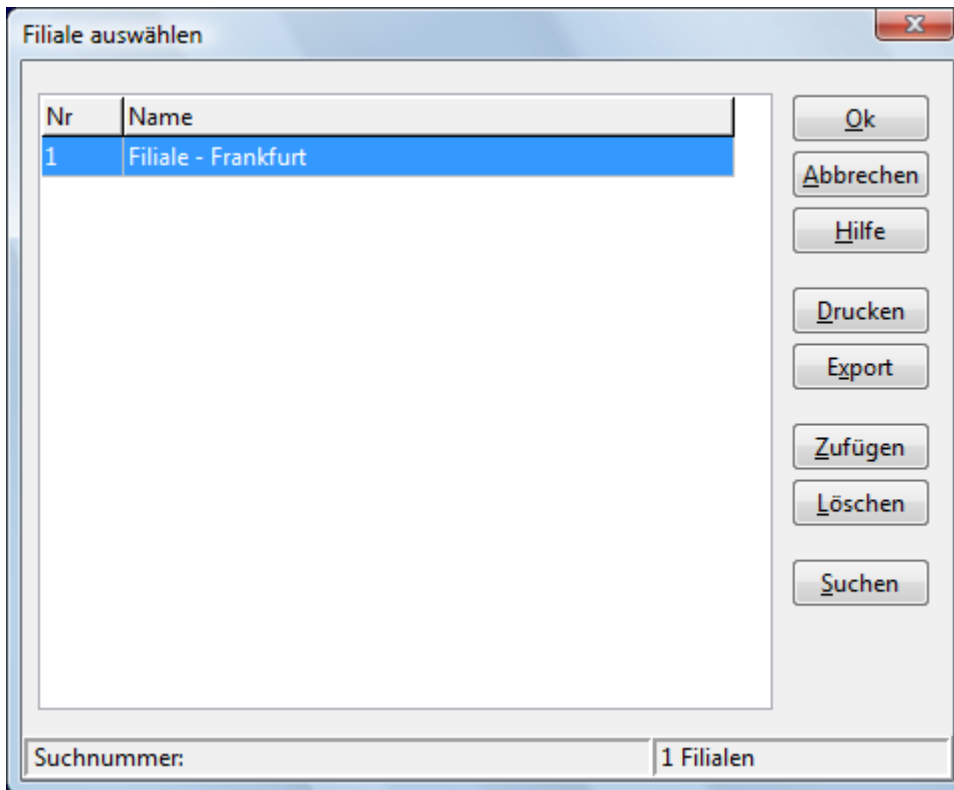 Filiale auswählen
Nr Name
1 Filiale - Frankfurt
Ok
Abbrechen
Hilfe
Drucken
Export
Zufügen
Löschen
Suchen
Suchnummer: 1 Filialen